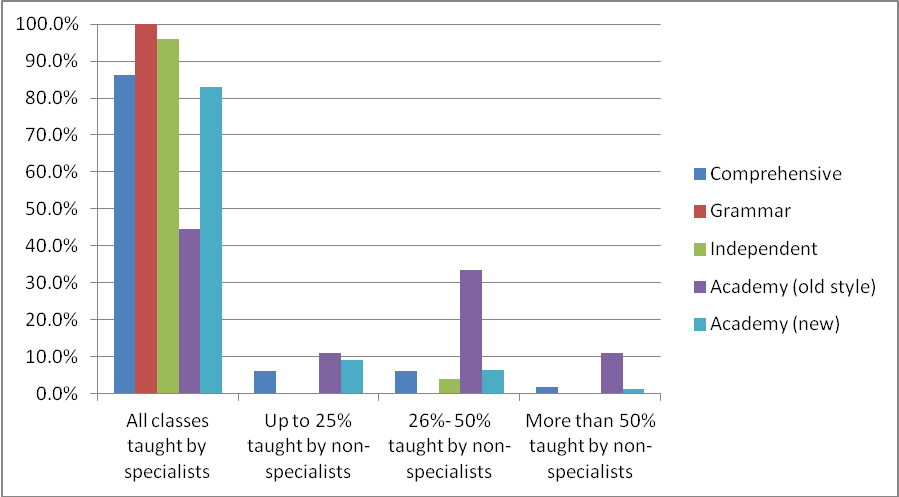 100.0%
90.0%
80.0%
70.0%
60.0%
50.0%
40.0%
30.0%
20.0%
10.0%
0.0%
All classes
taught by
specialists
Up to 25%
taught by non-
specialists
26%-50%
taught by non-
specialists
More than 50%
taught by non-
specialists
Comprehensive
Grammar
Independent
Academy (old style)
Academy (new)